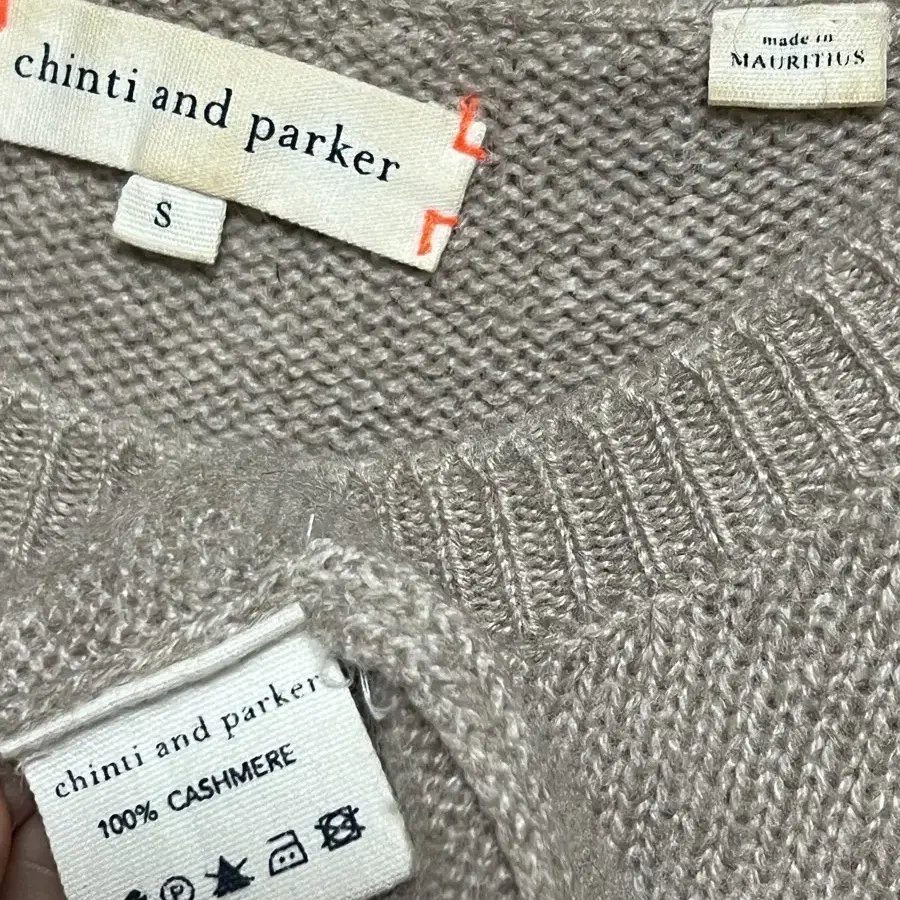 chinti and parker
S
made in
MAURITIUS
chinti and parker
100% CASHMERE
P